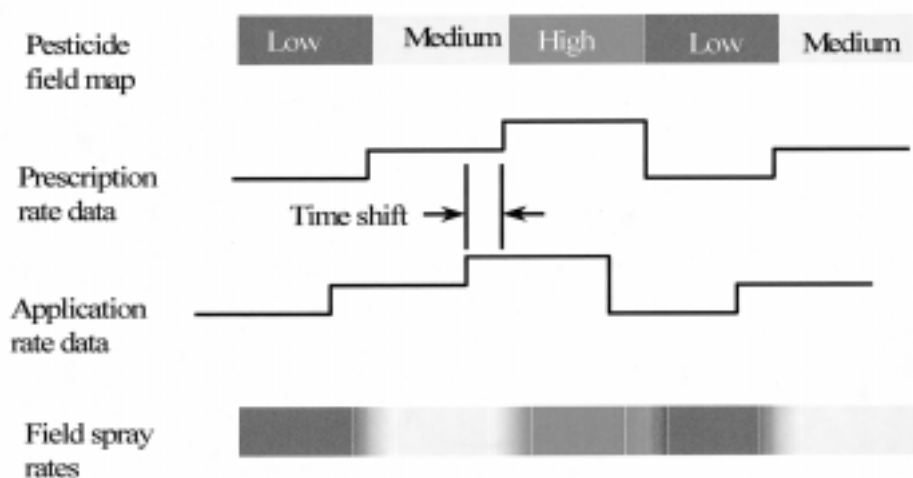 Pesticide
field map
Low Medium High Low Medium
Prescription
rate data
Time shift
Application
rate data
Field spray
rates